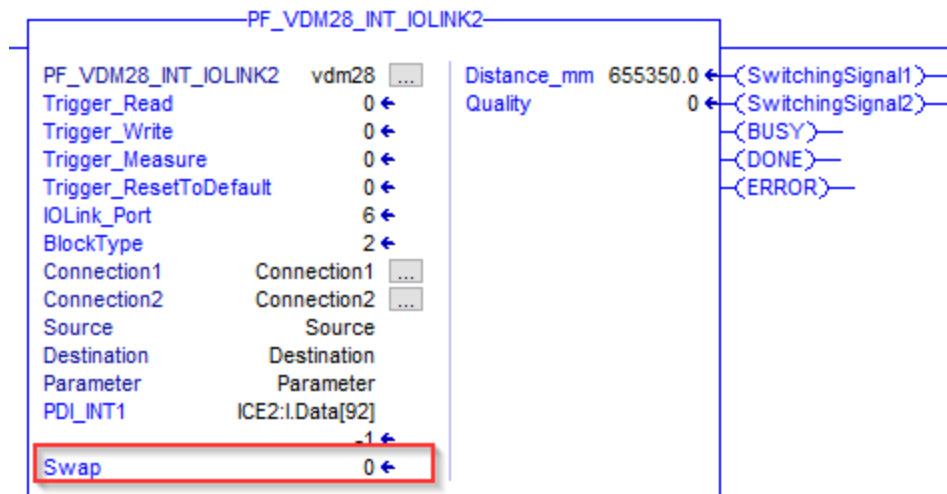 PF_VDM28_INT_IOLINK2
PF_VDM28_INT_IOLINK2 vdm28 ... Distance_mm 655350.0 (SwitchingSignal1)
Trigger_Read 0 Quality 0 (SwitchingSignal2)
Trigger_Write 0 (BUSY)
Trigger_Measure 0 (DONE)
Trigger_ResetToDefault 0 (ERROR)
IOLink_Port 6
BlockType 2
Connection1 Connection1 ...
Connection2 Connection2 ...
Source Source
Destination Destination
Parameter Parameter
PDI_INT1 ICE2:I.Data[92]
-1
Swap 0